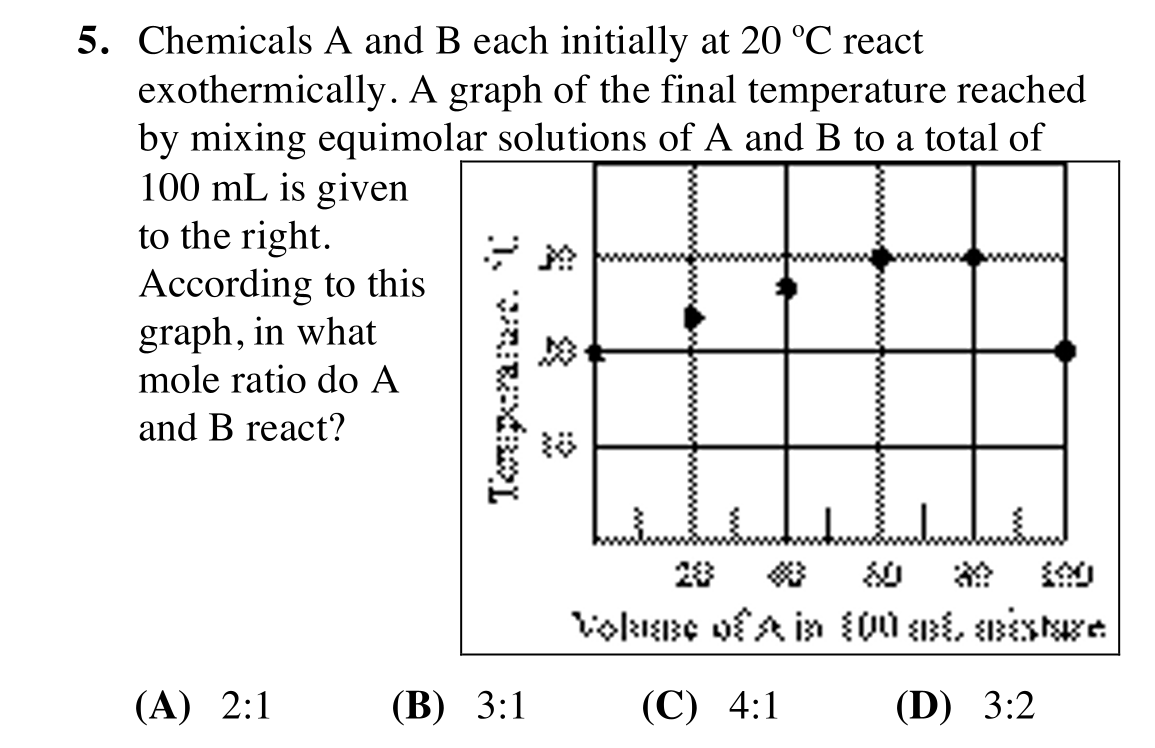 5. Chemicals A and B each initially at 20 ºC react
exothermically. A graph of the final temperature reached
by mixing equimolar solutions of A and B to a total of
100 mL is given
to the right.
According to this
graph, in what
mole ratio do A
and B react?
Temperature, °C
20 40 60 80 100
Volume of A in 100 mL mixture
(A) 2:1 (B) 3:1 (C) 4:1 (D) 3:2